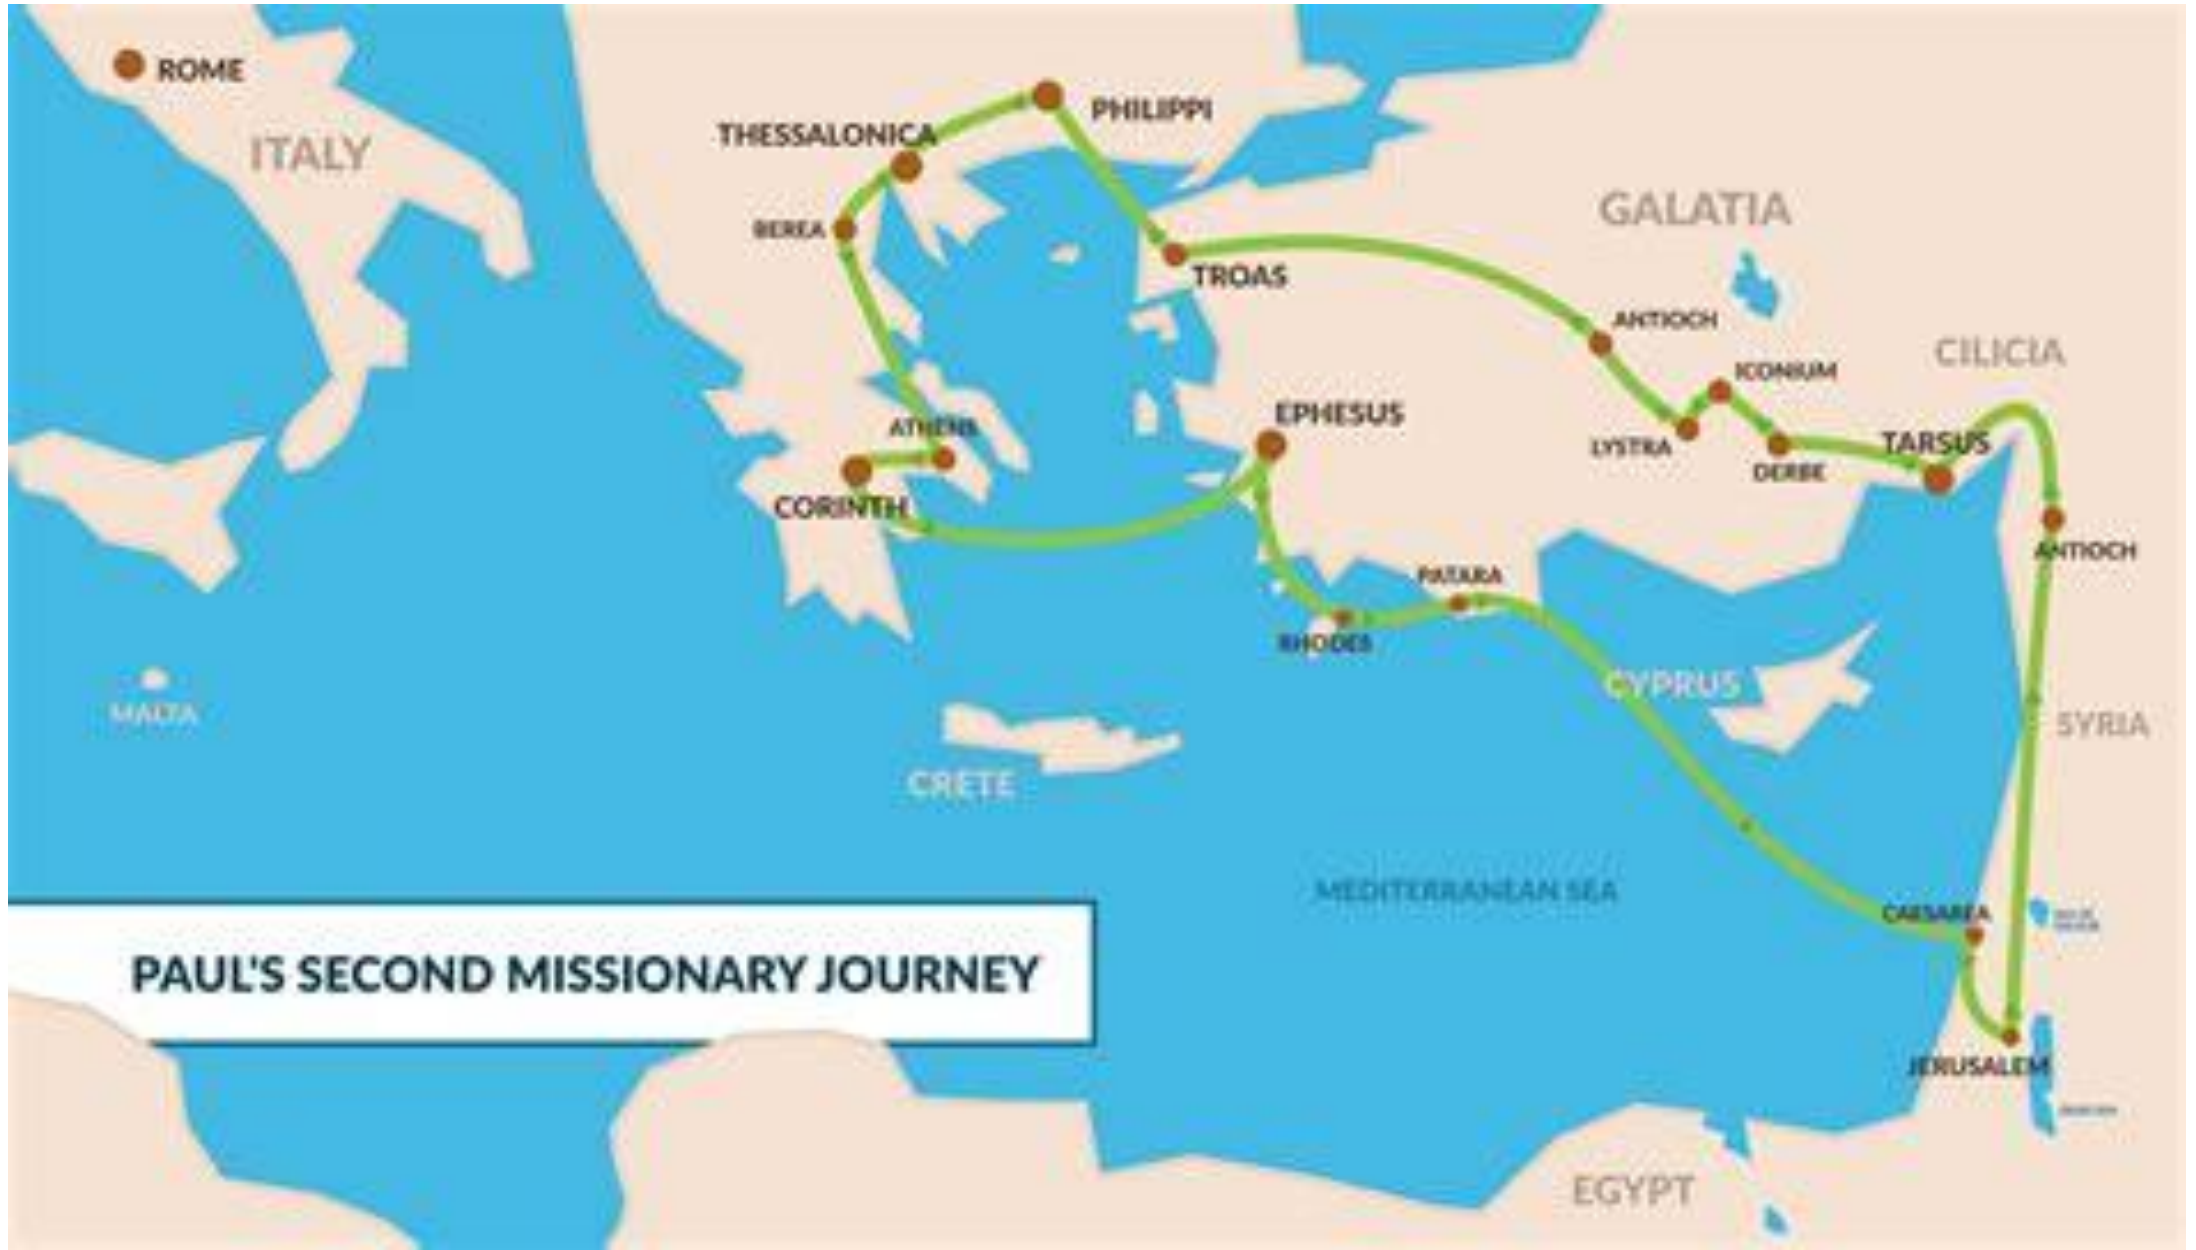 ROME
PHILIPPI
THESSALONICA
ITALY
GALATIA
BEREA
TROAS
ANTIOCH
CILICIA
ICONIUM
EPHESUS
ATHENS
LYSTRA
TARSUS
DERBE
CORINTH
ANTIOCH
PATARA
RHODES
CYPRUS
MALTA
SYRIA
CRETE
MEDITERRANEAN SEA
CAESAREA
PAUL'S SECOND MISSIONARY JOURNEY
JERUSALEM
EGYPT